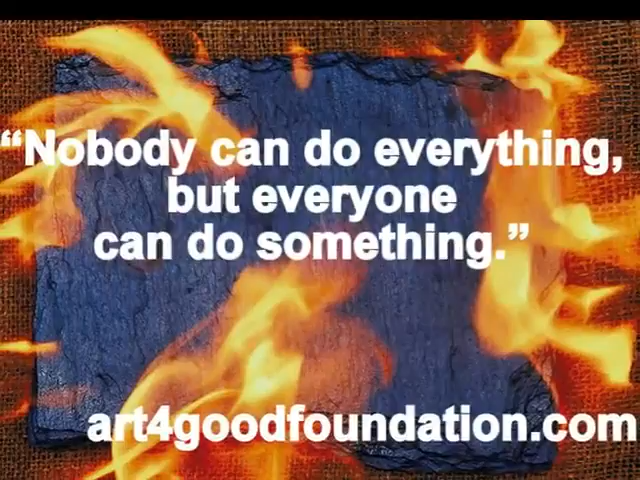 “Nobody can do everything,
but everyone
can do something.”
art4goodfoundation.com